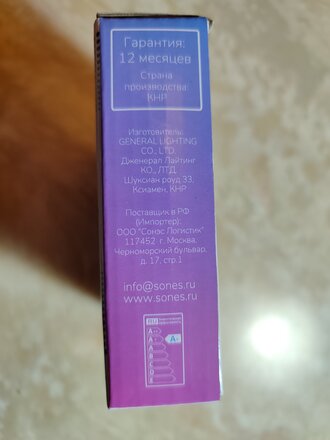 Гарантия:
12 месяцев
Страна
производства:
КНР
Изготовитель:
GENERAL LIGHTING
CO., LTD.
Дженерал Лайтинг
КО., ЛТД.
Шуксиан роуд 33,
Ксиамен, КНР
Поставщик в РФ
(Импортер):
ООО "Сонэс Логистик"
117452 г. Москва,
Черноморский бульвар,
д. 17, стр.1
info@sones.ru
www.sones.ru
A+